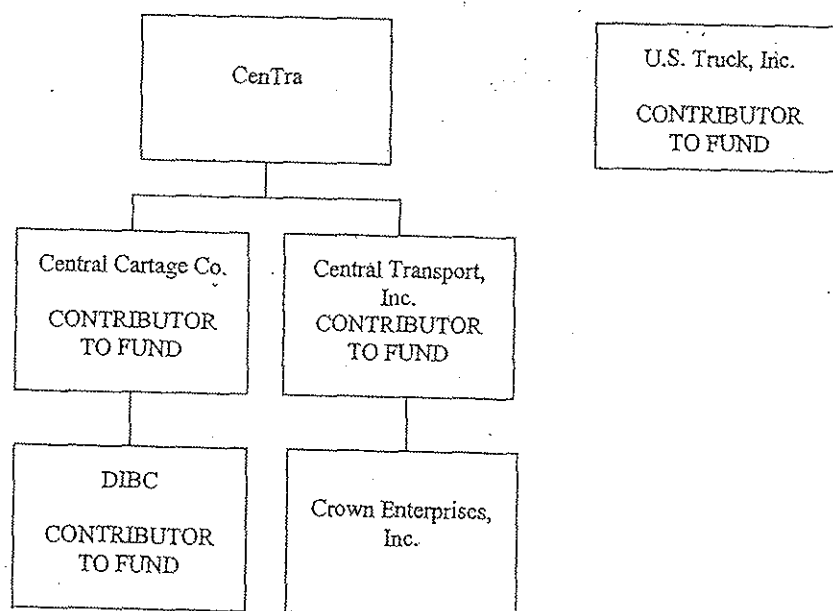 CenTra
U.S. Truck, Inc.
CONTRIBUTOR
TO FUND
Central Cartage Co.
CONTRIBUTOR
TO FUND
Central Transport,
Inc.
CONTRIBUTOR
TO FUND
DIBC
CONTRIBUTOR
TO FUND
Crown Enterprises,
Inc.